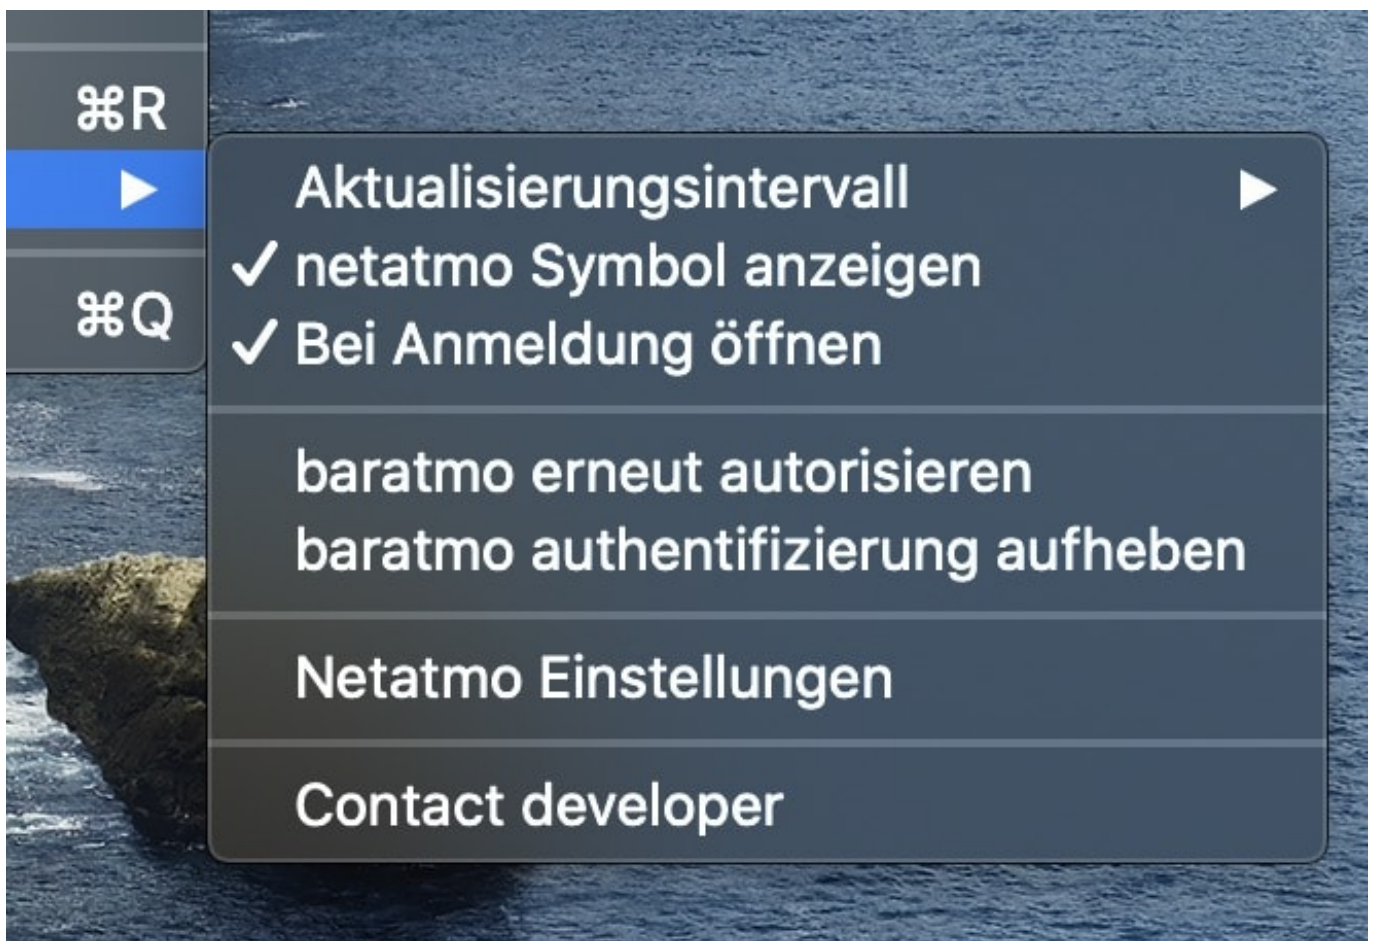 ⌘R
Aktualisierungsintervall
netatmo Symbol anzeigen
⌘Q
Bei Anmeldung öffnen
baratmo erneut autorisieren
baratmo authentifizierung aufheben
Netatmo Einstellungen
Contact developer